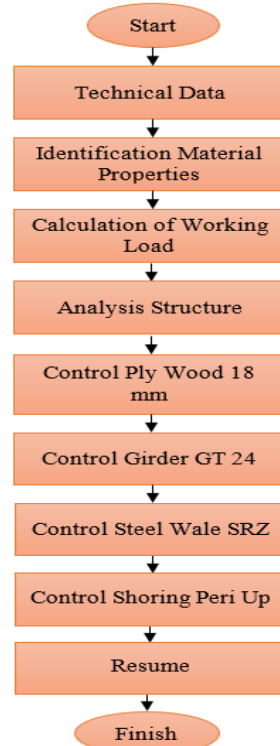 Start
Technical Data
Identification Material
Properties
Calculation of Working
Load
Analysis Structure
Control Ply Wood 18
mm
Control Girder GT 24
Control Steel Wale SRZ
Control Shoring Peri Up
Resume
Finish